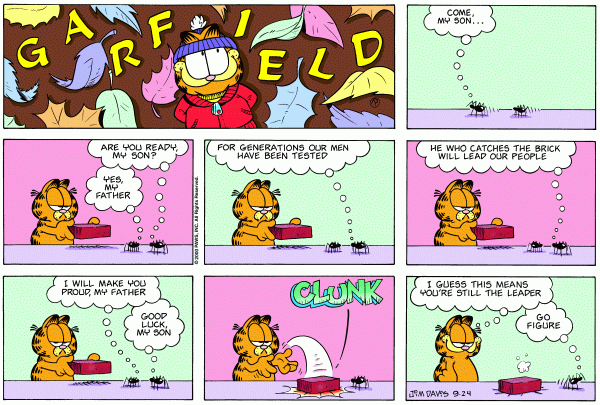 GARFIELD
COME,
MY SON...
ARE YOU READY,
MY SON?
YES,
MY
FATHER
FOR GENERATIONS OUR MEN
HAVE BEEN TESTED
HE WHO CATCHES THE BRICK
WILL LEAD OUR PEOPLE
I WILL MAKE YOU
PROUD, MY FATHER
GOOD
LUCK,
MY SON
CLUNK
I GUESS THIS MEANS
YOU'RE STILL THE LEADER
GO
FIGURE
JIM DAVIS 9-24